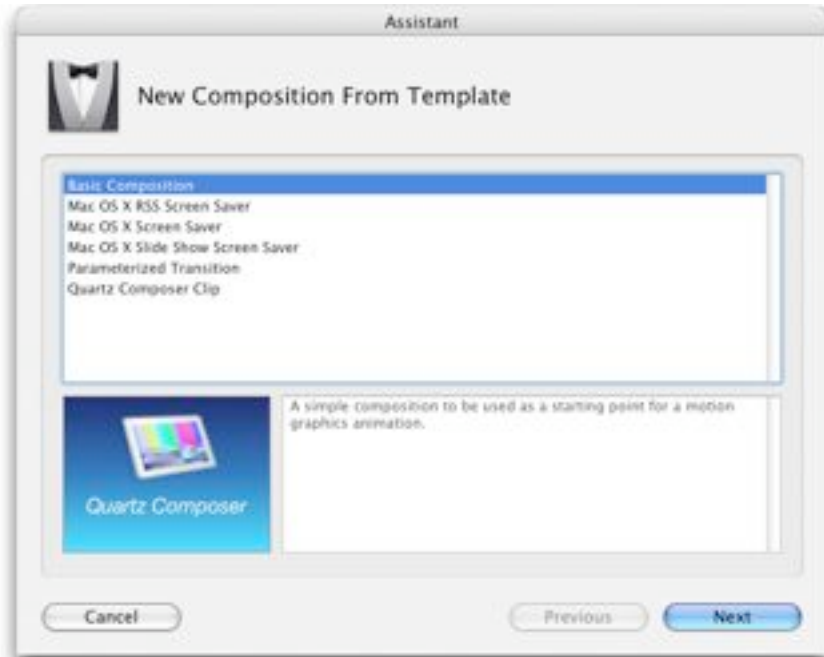 Assistant
New Composition From Template
Basic Composition
Mac OS X RSS Screen Saver
Mac OS X Screen Saver
Mac OS X Slide Show Screen Saver
Parameterized Transition
Quartz Composer Clip
A simple composition to be used as a starting point for a motion
graphics animation.
Quartz Composer
Cancel
Previous
Next